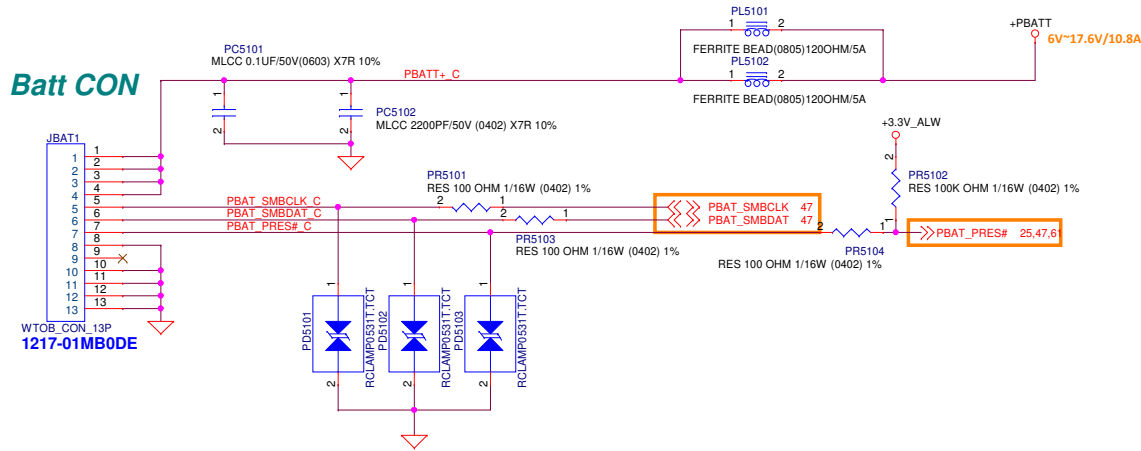 Batt CON
PL5101
1
2
FERRITE BEAD(0805)120OHM/5A
PL5102
1
2
FERRITE BEAD(0805)120OHM/5A
+PBATT
6V~17.6V/10.8A
PC5101
MLCC 0.1UF/50V(0603) X7R 10%
PBATT+_C
1
2
1
2
PC5102
MLCC 2200PF/50V (0402) X7R 10%
+3.3V_ALW
2
1
PR5102
RES 100K OHM 1/16W (0402) 1%
JBAT1
1 1
2 2
3 3
4 4
5 5
6 6
7 7
8 8
9 9
10 10
11 11
12 12
13 13
WTOB_CON_13P
1217-01MB0DE
PBAT_SMBCLK_C
PBAT_SMBDAT_C
PBAT_PRES#_C
PR5101
RES 100 OHM 1/16W (0402) 1%
2
1
2
1
PR5103
RES 100 OHM 1/16W (0402) 1%
PBAT_SMBCLK 47
PBAT_SMBDAT 47
2
1
PR5104
RES 100 OHM 1/16W (0402) 1%
PBAT_PRES# 25,47,61
1
2
PD5101
RCLAMP0531T.TCT
1
2
PD5102
RCLAMP0531T.TCT
1
2
PD5103
RCLAMP0531T.TCT